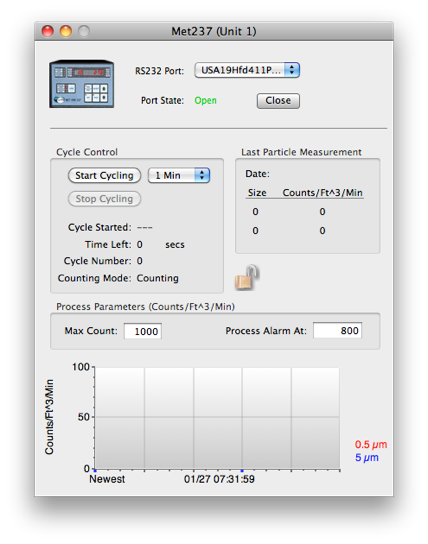 Met237 (Unit 1)
RS232 Port: USA19Hfd411P...
Port State: Open Close
Cycle Control
Start Cycling 1 Min
Stop Cycling
Cycle Started: ---
Time Left: 0 secs
Cycle Number: 0
Counting Mode: Counting
Last Particle Measurement
Date:
Size Counts/Ft^3/Min
0 0
0 0
Process Parameters (Counts/Ft^3/Min)
Max Count: 1000 Process Alarm At: 800
Counts/Ft^3/Min
100
50
0
Newest 01/27 07:31:59
0.5 µm
5 µm